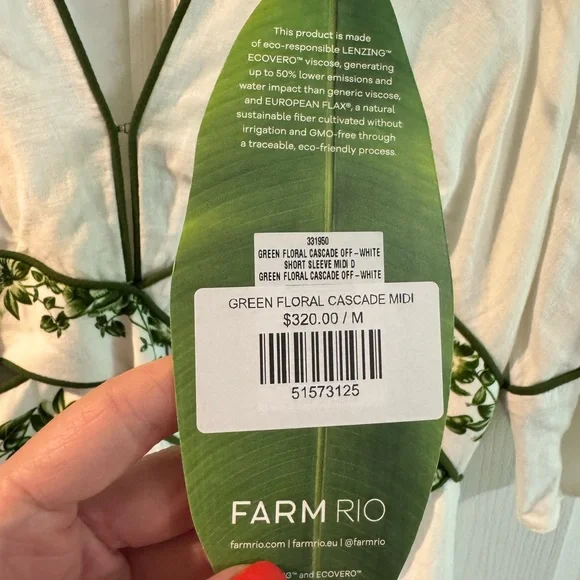 This product is made
of eco-responsible LENZING™
ECOVERO™ viscose, generating
up to 50% lower emissions and
water impact than generic viscose,
and EUROPEAN FLAX®, a natural
sustainable fiber cultivated without
irrigation and GMO-free through
a traceable, eco-friendly process.
331950
GREEN FLORAL CASCADE OFF-WHITE
SHORT SLEEVE MIDI D
GREEN FLORAL CASCADE OFF-WHITE
GREEN FLORAL CASCADE MIDI
$320.00 / M
51573125
FARM RIO
farmrio.com | farmrio.eu | @farmrio
™ and ECOVERO™